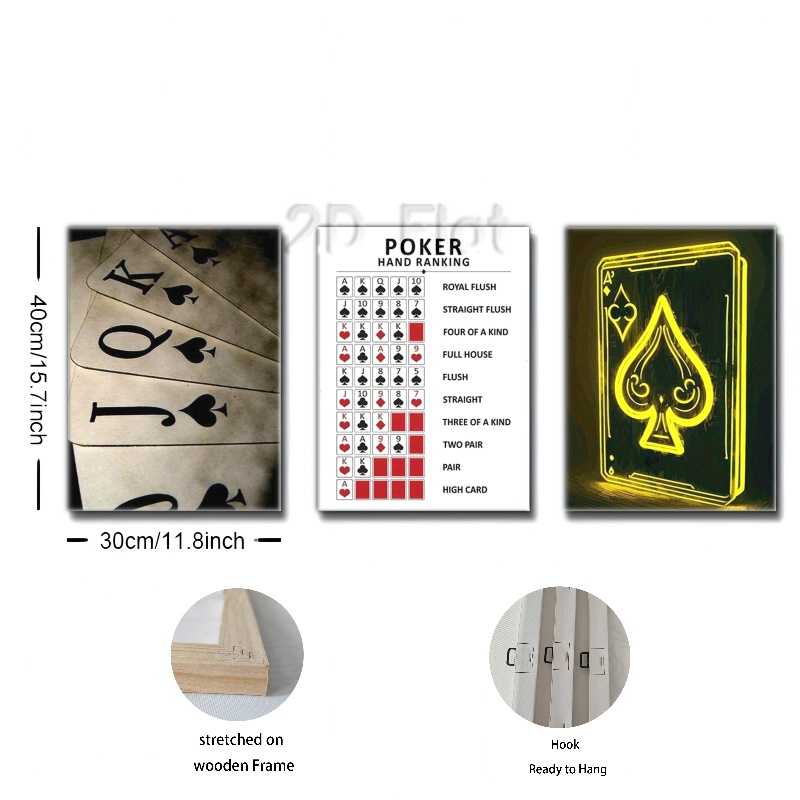 2D Flat
40cm/15.7inch
30cm/11.8inch
A
K
Q
J
POKER
HAND RANKING
A K Q J 10 ROYAL FLUSH
J 10 9 8 7 STRAIGHT FLUSH
K K K K FOUR OF A KIND
A A A 9 9 FULL HOUSE
K J 8 7 5 FLUSH
J 10 9 8 7 STRAIGHT
K K K THREE OF A KIND
A A 9 9 TWO PAIR
K K PAIR
A HIGH CARD
A
stretched on
wooden Frame
Hook
Ready to Hang